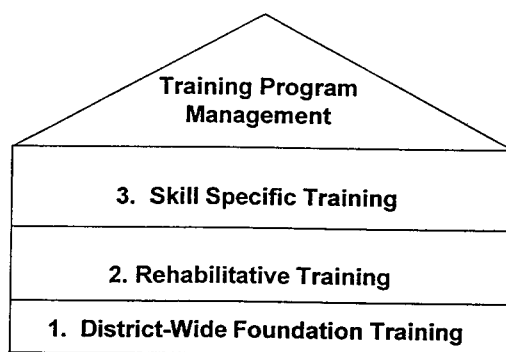 Training Program
Management
3. Skill Specific Training
2. Rehabilitative Training
1. District-Wide Foundation Training